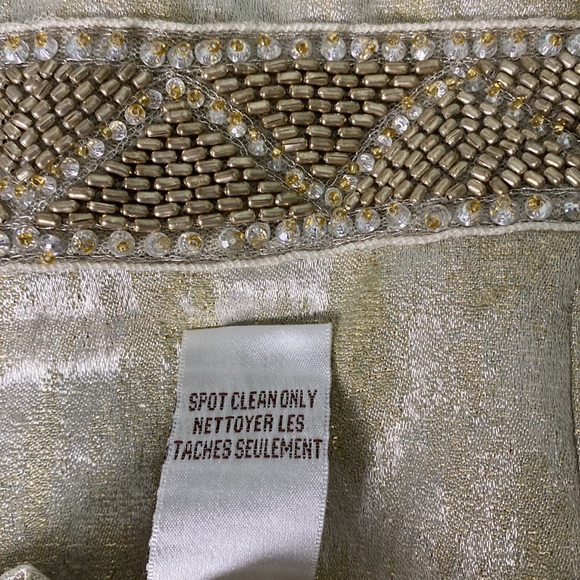 SPOT CLEAN ONLY
NETTOYER LES
TACHES SEULEMENT